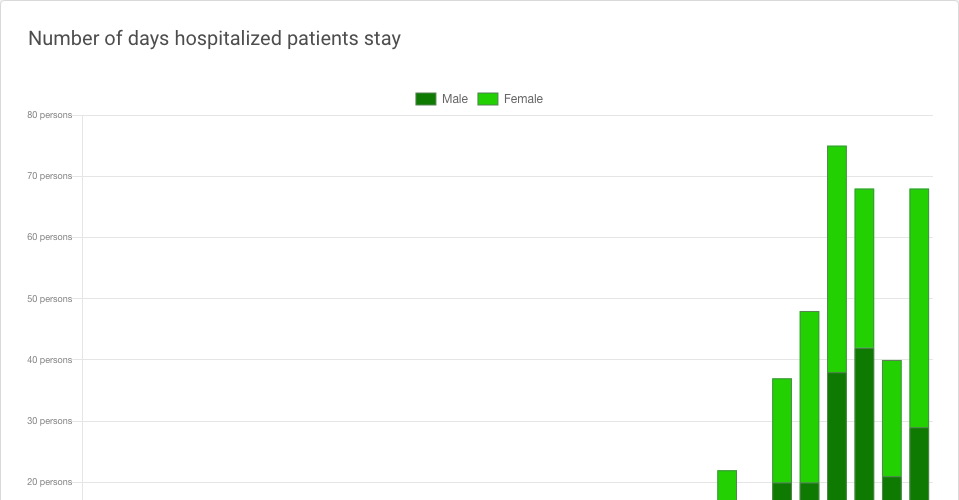 Number of days hospitalized patients stay
Male Female
80 persons
70 persons
60 persons
50 persons
40 persons
30 persons
20 persons